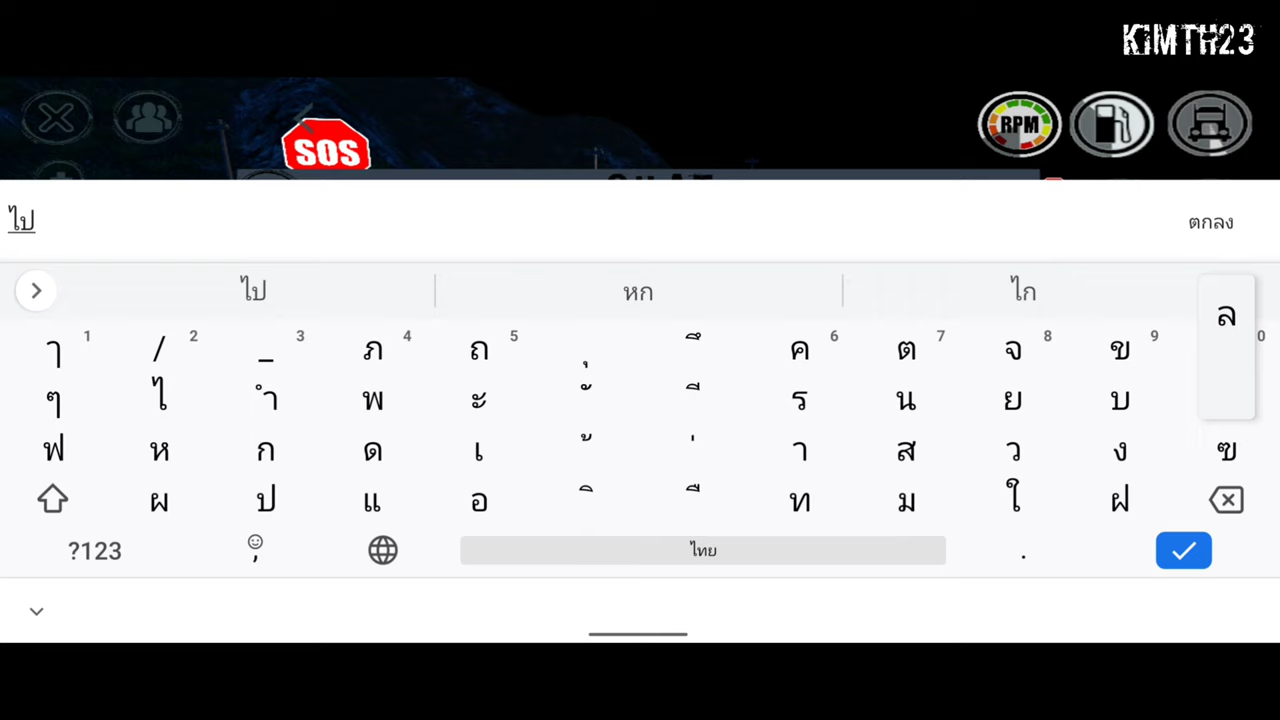 KIMTH23
RPM
SOS
ไป
ตกลง
ไป หก ไก
ล
ๅ 1 / 2 _ 3 ภ 4 ถ 5 ุ ึ ค 6 ต 7 จ 8 ข 9 0
ๆ ไ ำ พ ะ ั ี ร น ย บ
ฟ ห ก ด เ ้ ่ า ส ว ง ฃ
ผ ป แ อ ิ ื ท ม ใ ฝ
?123 , ไทย .